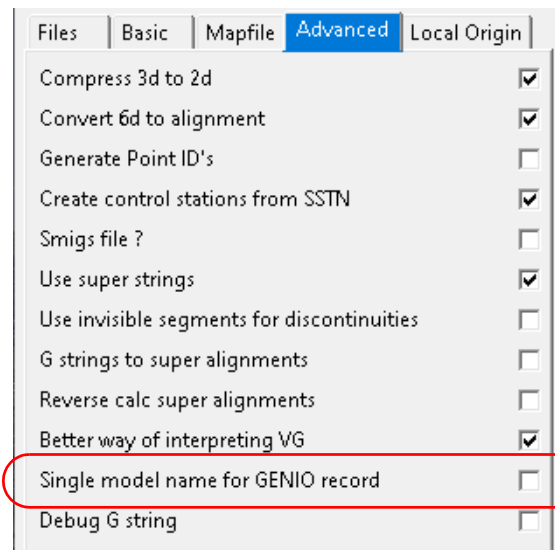 Files Basic Mapfile Advanced Local Origin
Compress 3d to 2d
Convert 6d to alignment
Generate Point ID's
Create control stations from SSTN
Smigs file ?
Use super strings
Use invisible segments for discontinuities
G strings to super alignments
Reverse calc super alignments
Better way of interpreting VG
Single model name for GENIO record
Debug G string